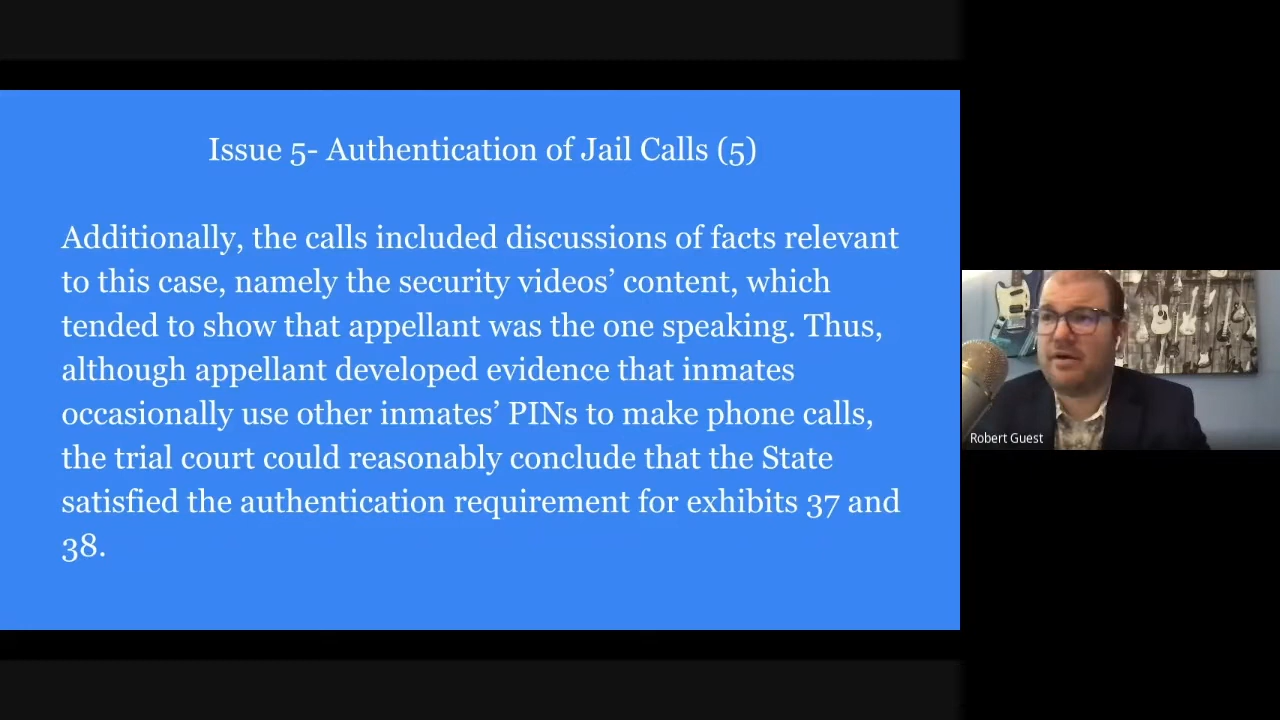 Issue 5- Authentication of Jail Calls (5)
Additionally, the calls included discussions of facts relevant
to this case, namely the security videos’ content, which
tended to show that appellant was the one speaking. Thus,
although appellant developed evidence that inmates
occasionally use other inmates’ PINs to make phone calls,
the trial court could reasonably conclude that the State
satisfied the authentication requirement for exhibits 37 and
38.
Robert Guest